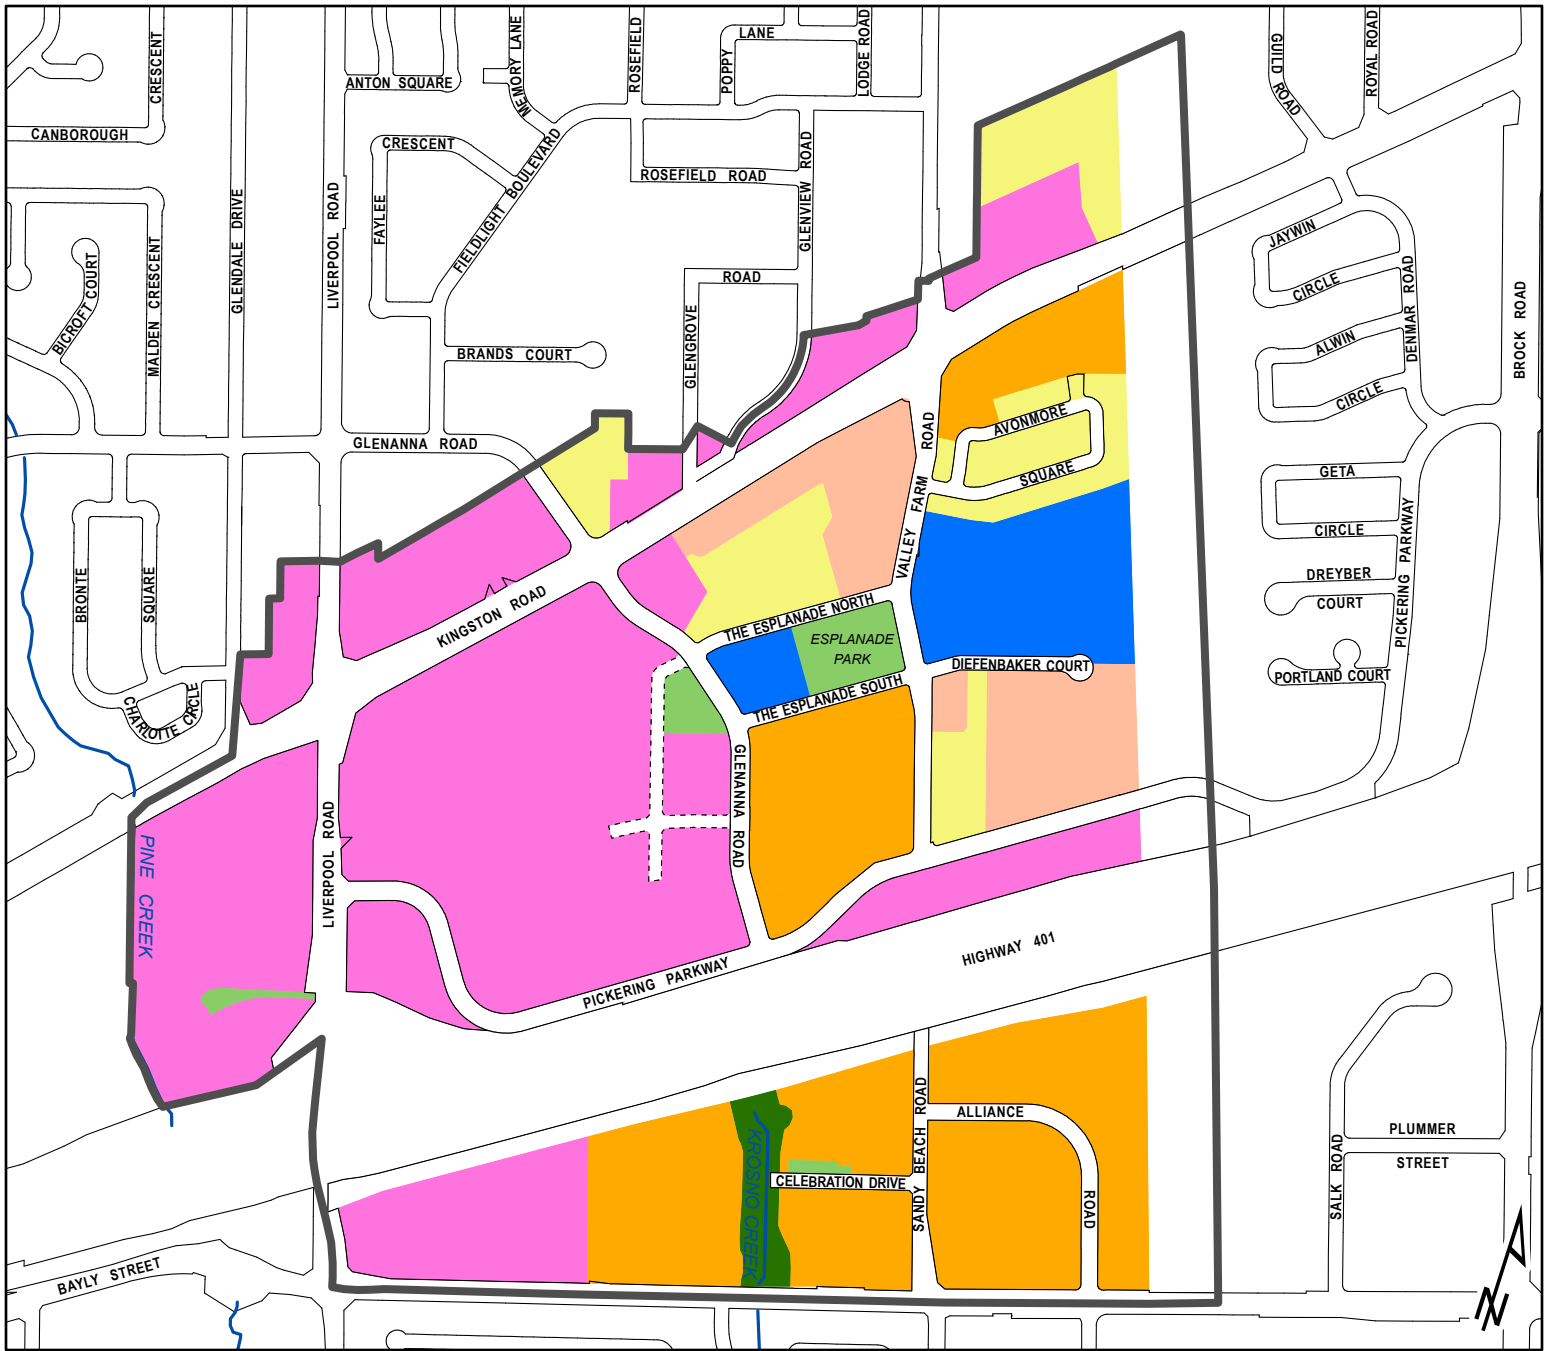 CRESCENT
ANTON SQUARE
MEMORY LANE
ROSEFIELD
POPPY
LANE
LODGE ROAD
GUILD
ROAD
ROYAL ROAD
CANBOROUGH
CRESCENT
FIELDLIGHT BOULEVARD
ROSEFIELD ROAD
GLENVIEW ROAD
GLENDALE DRIVE
LIVERPOOL ROAD
FAYLEE
BICROFT COURT
MALDEN CRESCENT
ROAD
GLENGROVE
BRANDS COURT
GLENANNA ROAD
JAYWIN
CIRCLE
DENMAR ROAD
BROCK ROAD
ALWIN
CIRCLE
AVONMORE
SQUARE
VALLEY FARM ROAD
GETA
CIRCLE
DREYBER
COURT
PICKERING PARKWAY
PORTLAND COURT
BRONTE
SQUARE
CHARLOTTE CIRCLE
KINGSTON ROAD
THE ESPLANADE NORTH
ESPLANADE
PARK
THE ESPLANADE SOUTH
DIEFENBAKER COURT
GLENANNA ROAD
LIVERPOOL ROAD
PINE CREEK
PICKERING PARKWAY
HIGHWAY 401
KROSNO CREEK
CELEBRATION DRIVE
SANDY BEACH ROAD
ALLIANCE
ROAD
SALK ROAD
PLUMMER
STREET
BAYLY STREET
N